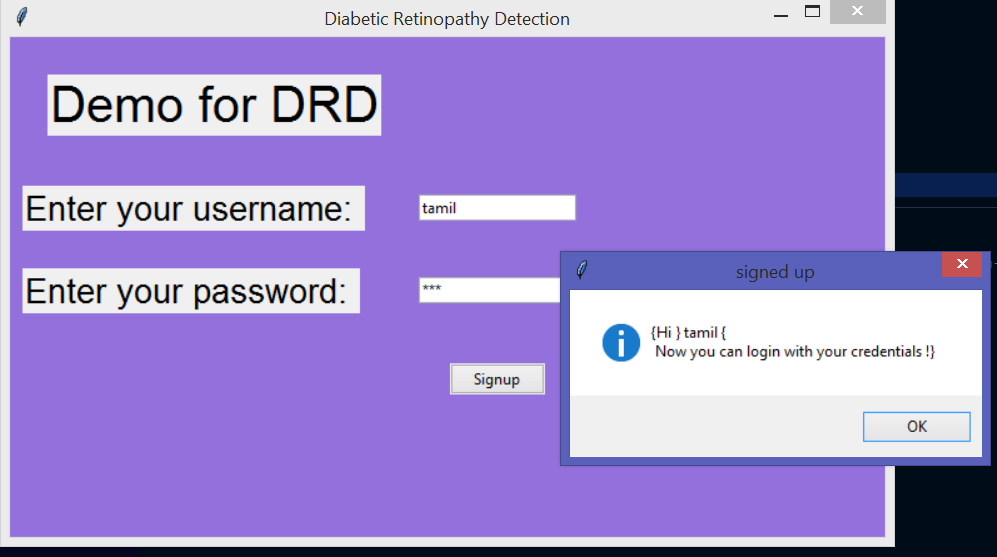 Diabetic Retinopathy Detection
Demo for DRD
Enter your username:
tamil
Enter your password:
***
Signup
signed up
{Hi } tamil {
Now you can login with your credentials !}
OK